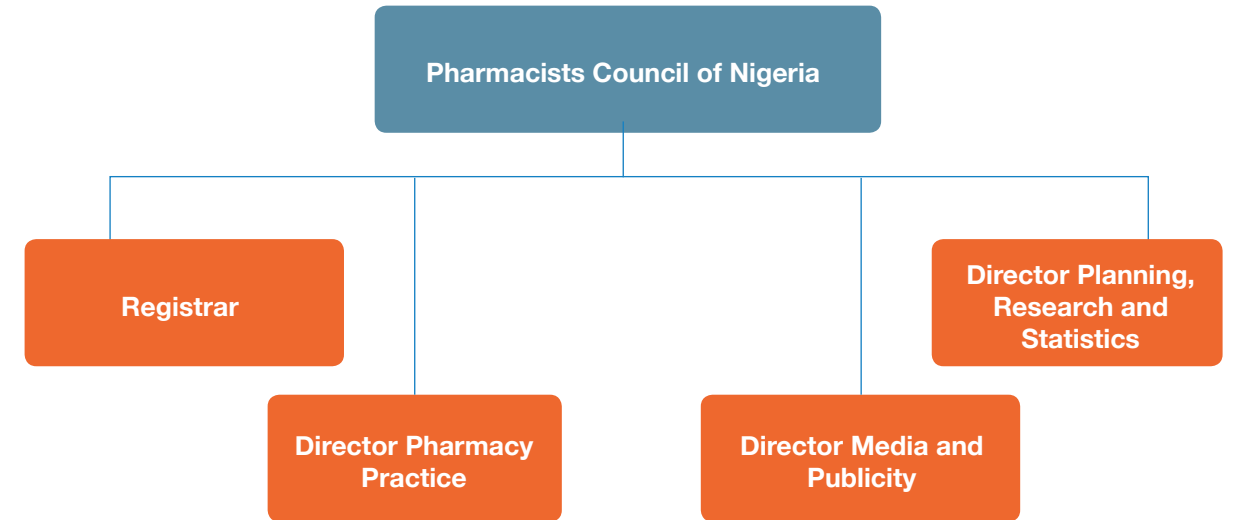 Pharmacists Council of Nigeria
Registrar
Director Planning,
Research and
Statistics
Director Pharmacy
Practice
Director Media and
Publicity